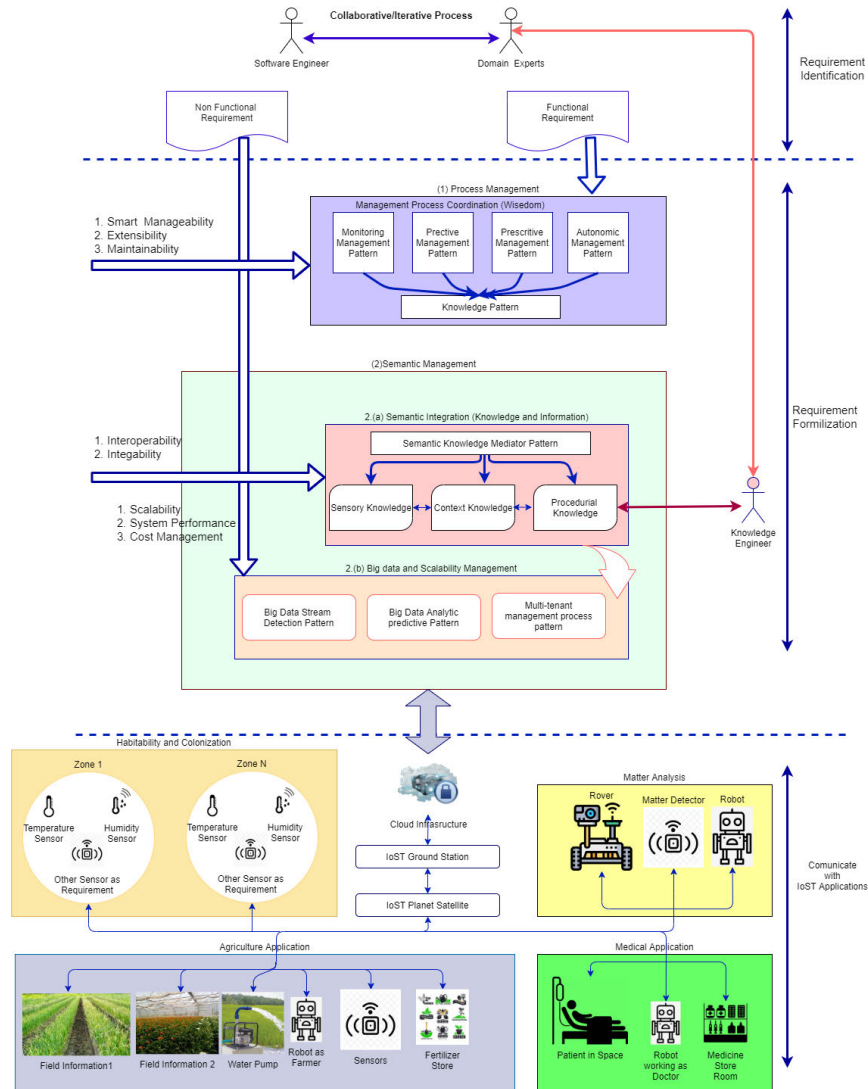 Collaborative/Iterative Process
Software Engineer
Domain Experts
Requirement
Identification
Non Functional
Requirement
Functional
Requirement
(1) Process Management
Management Process Coordination (Wisedom)
1. Smart Manageability
2. Extensibility
3. Maintainability
Monitoring
Management
Pattern
Prective
Management
Pattern
Prescritive
Management
Pattern
Autonomic
Management
Pattern
Knowledge Pattern
(2)Semantic Management
2.(a) Semantic Integration (Knowledge and Information)
Requirement
Formilization
1. Interoperability
2. Integability
Semantic Knowledge Mediator Pattern
Sensory Knowledge
Context Knowledge
Procedurial
Knowledge
1. Scalability
2. System Performance
3. Cost Management
Knowledge
Engineer
2.(b) Big data and Scalability Management
Big Data Stream
Detection Pattern
Big Data Analytic
predictive Pattern
Multi-tenant
management process
pattern
Habitability and Colonization
Zone 1
Zone N
Temperature
Sensor
Humidity
Sensor
Other Sensor as
Requirement
Temperature
Sensor
Humidity
Sensor
Other Sensor as
Requirement
Cloud Infrasructure
IoST Ground Station
IoST Planet Satellite
Matter Analysis
Rover
Matter Detector
Robot
Comunicate
with
IoST Applications
Agriculture Application
Field Information1
Field Information 2
Water Pump
Robot as
Farmer
Sensors
Fertilizer
Store
Medical Application
Patient in Space
Robot
working as
Doctor
Medicine
Store
Room